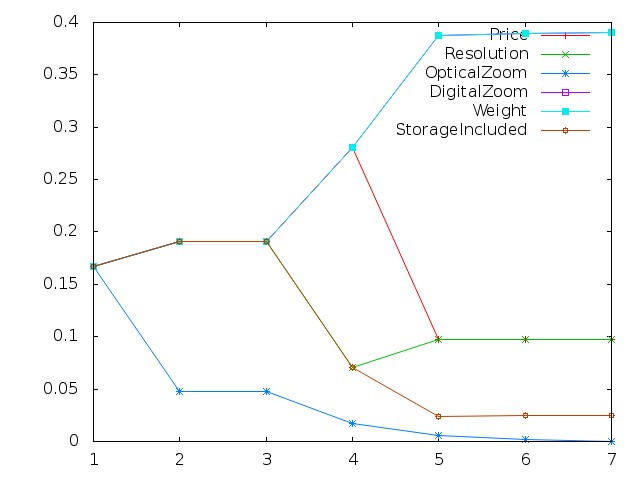 0.4
0.35
0.3
0.25
0.2
0.15
0.1
0.05
0
1 2 3 4 5 6 7
Price
Resolution
OpticalZoom
DigitalZoom
Weight
StorageIncluded